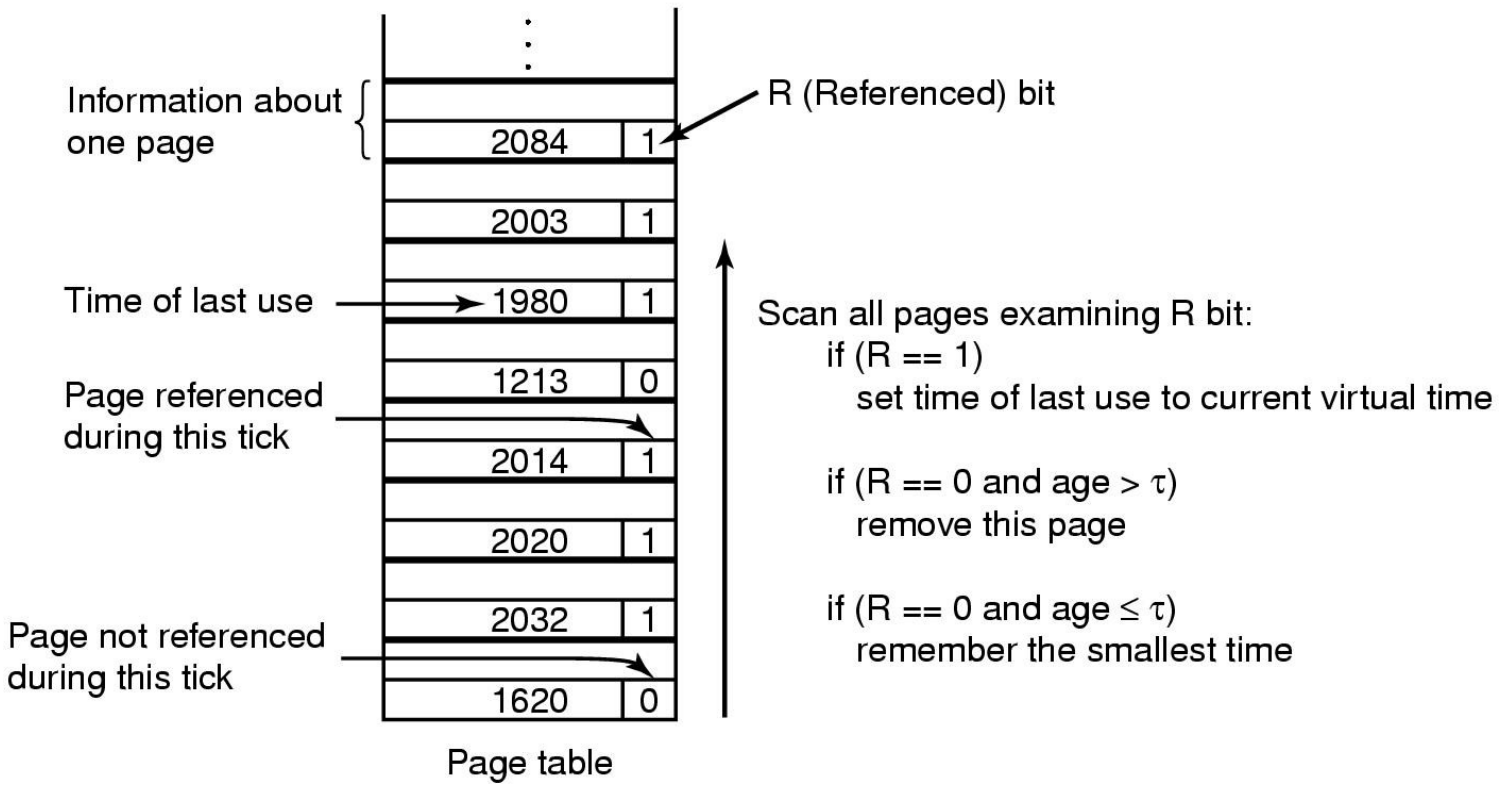 Information about
one page
R (Referenced) bit
2084 1
2003 1
Time of last use
1980 1
1213 0
Page referenced
during this tick
2014 1
2020 1
2032 1
Page not referenced
during this tick
1620 0
Page table
Scan all pages examining R bit:
if (R == 1)
set time of last use to current virtual time
if (R == 0 and age > τ)
remove this page
if (R == 0 and age ≤ τ)
remember the smallest time